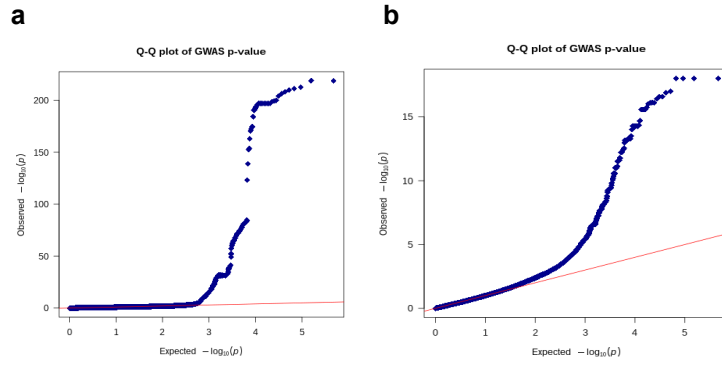 a
b
Q-Q plot of GWAS p-value
200
150
100
50
0
0 1 2 3 4 5
Observed −log₁₀(p)
Expected −log₁₀(p)
Q-Q plot of GWAS p-value
15
10
5
0
0 1 2 3 4 5
Observed −log₁₀(p)
Expected −log₁₀(p)